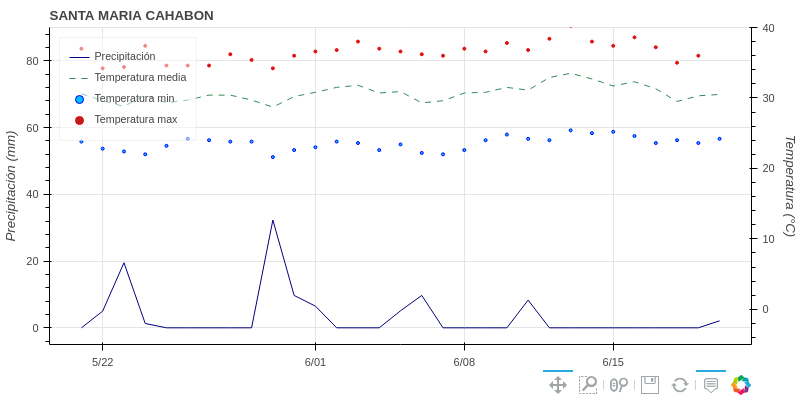 SANTA MARIA CAHABON
Precipitación
Temperatura media
Temperatura min
Temperatura max
Precipitación (mm)
80
60
40
20
0
Temperatura (°C)
40
30
20
10
0
5/22
6/01
6/08
6/15